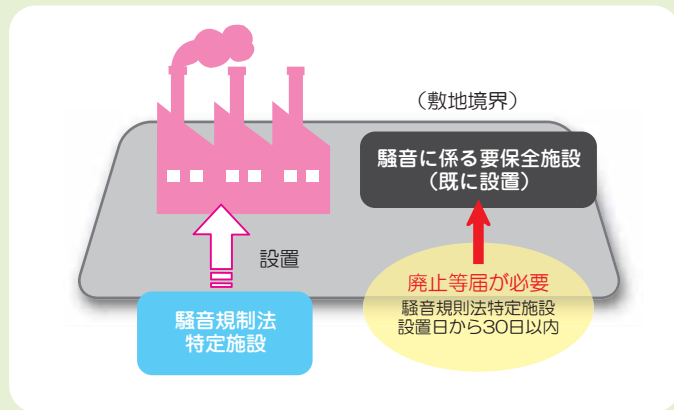 (敷地境界)
騒音に係る要保全施設
(既に設置)
設置
廃止等届が必要
騒音規則法特定施設
設置日から30日以内
騒音規制法
特定施設